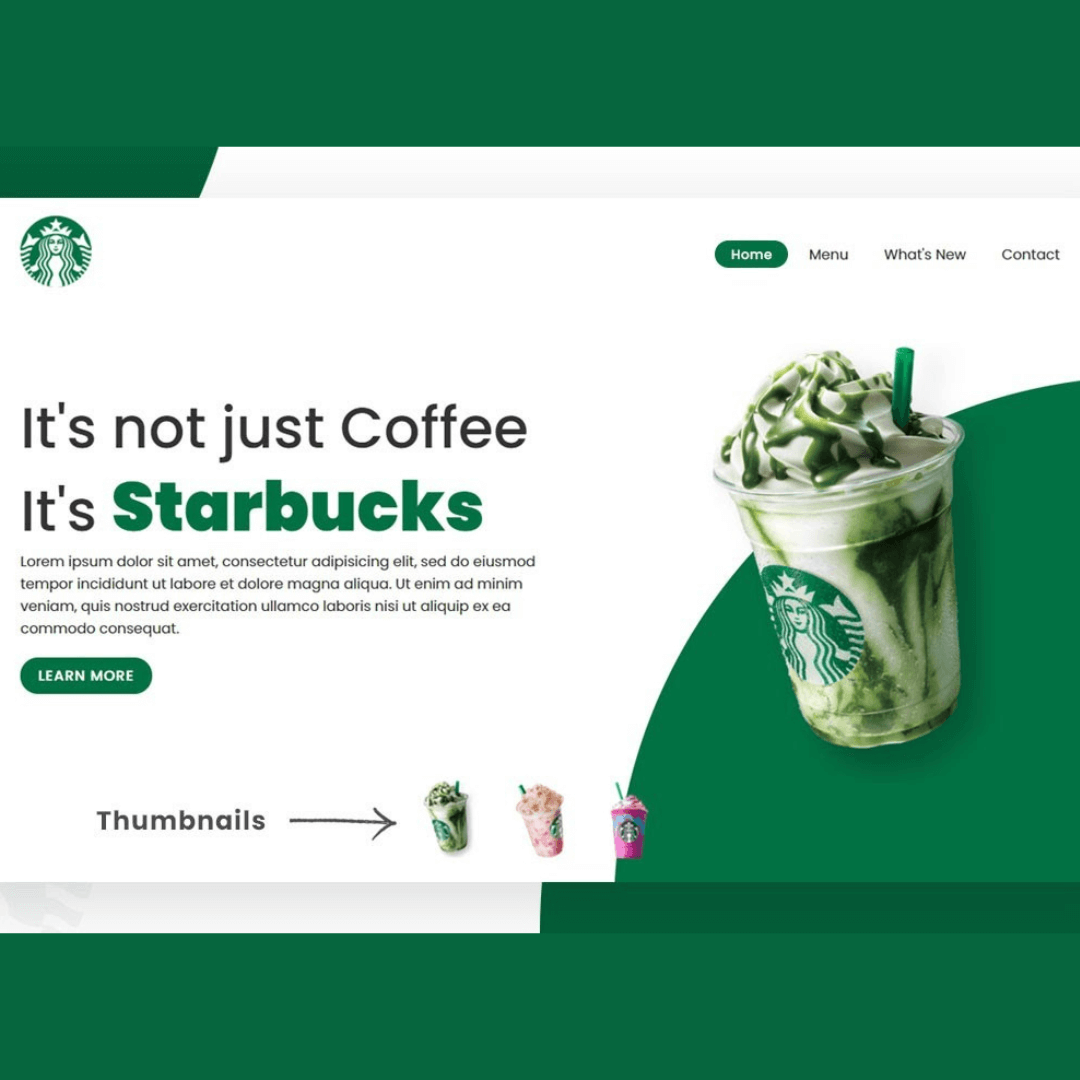 Home
Menu
What's New
Contact
It's not just Coffee
It's Starbucks
Lorem ipsum dolor sit amet, consectetur adipisicing elit, sed do eiusmod
tempor incididunt ut labore et dolore magna aliqua. Ut enim ad minim
veniam, quis nostrud exercitation ullamco laboris nisi ut aliquip ex ea
commodo consequat.
LEARN MORE
Thumbnails